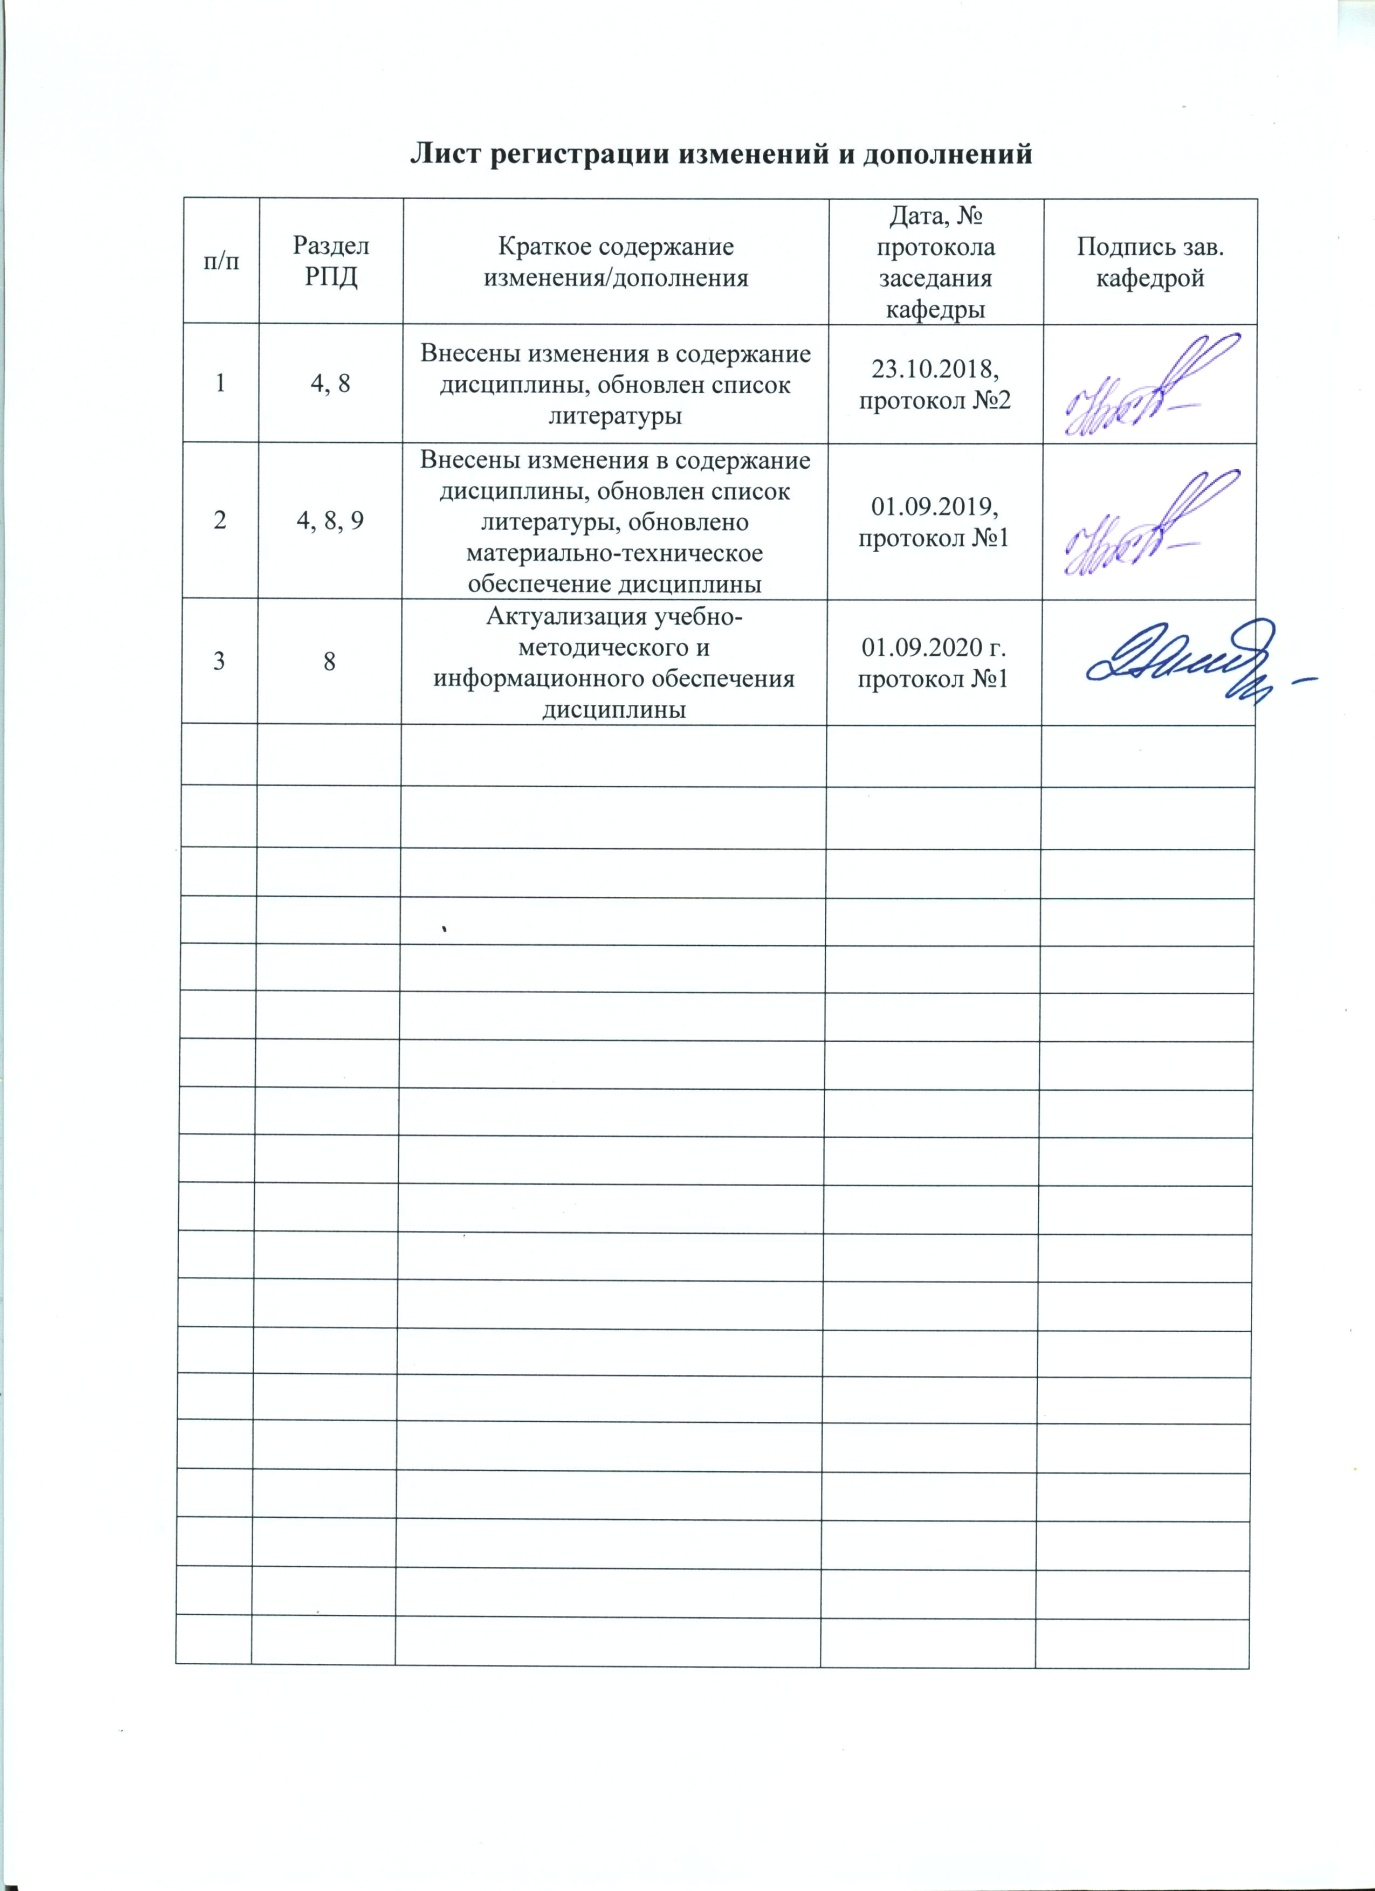 Лист регистрации изменений и дополнений
п/п
Раздел
РПД
Краткое содержание
изменения/дополнения
Дата, №
протокола
заседания
кафедры
Подпись зав.
кафедрой
1
4, 8
Внесены изменения в содержание
дисциплины, обновлен список
литературы
23.10.2018,
протокол №2
2
4, 8, 9
Внесены изменения в содержание
дисциплины, обновлен список
литературы, обновлено
материально-техническое
обеспечение дисциплины
01.09.2019,
протокол №1
3
8
Актуализация учебно-
методического и
информационного обеспечения
дисциплины
01.09.2020 г.
протокол №1